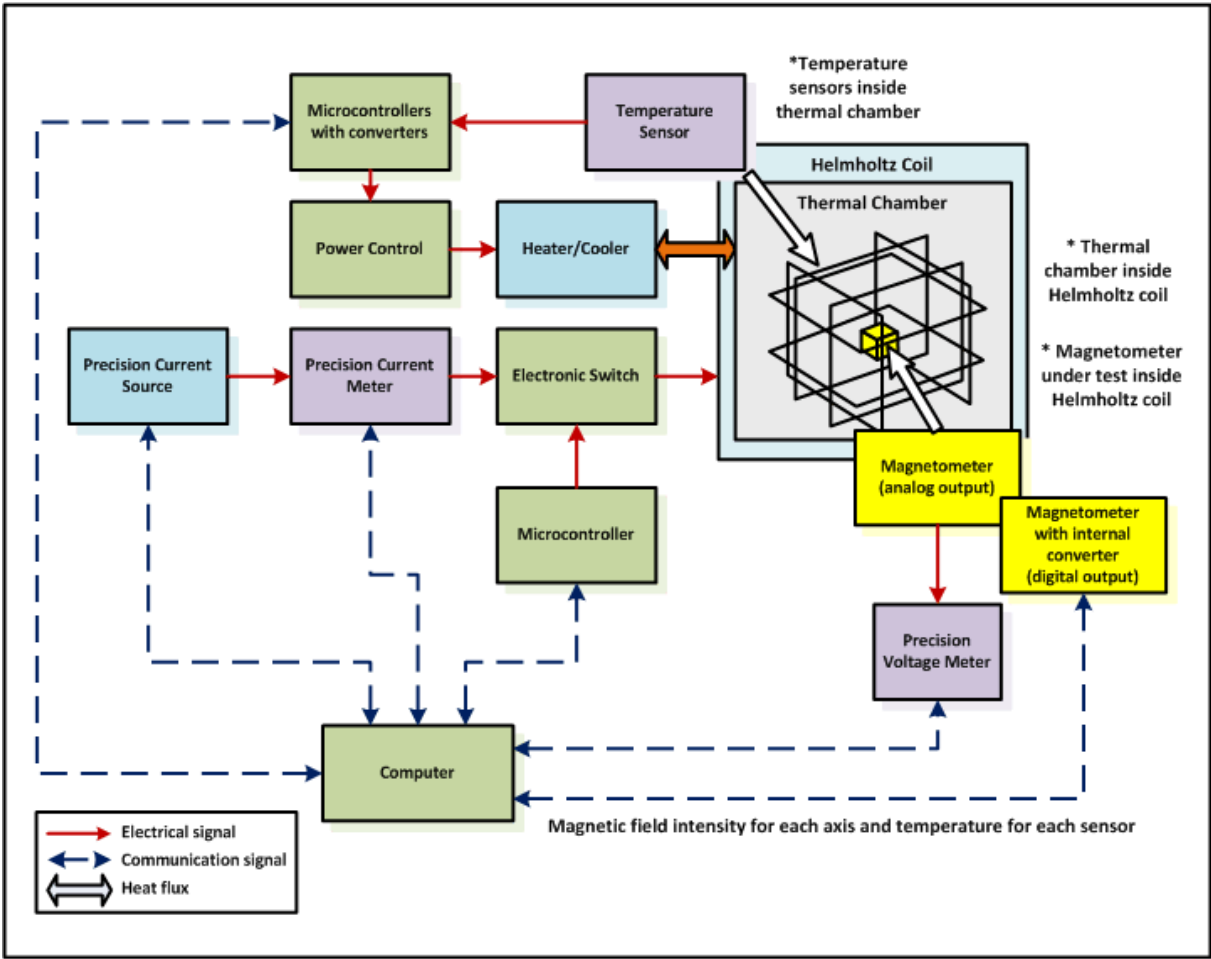 *Temperature
sensors inside
thermal chamber
Microcontrollers
with converters
Temperature
Sensor
Helmholtz Coil
Thermal Chamber
Power Control
Heater/Cooler
* Thermal
chamber inside
Helmholtz coil
Precision Current
Source
Precision Current
Meter
Electronic Switch
* Magnetometer
under test inside
Helmholtz coil
Magnetometer
(analog output)
Microcontroller
Magnetometer
with internal
converter
(digital output)
Precision
Voltage Meter
Computer
Magnetic field intensity for each axis and temperature for each sensor
Electrical signal
Communication signal
Heat flux